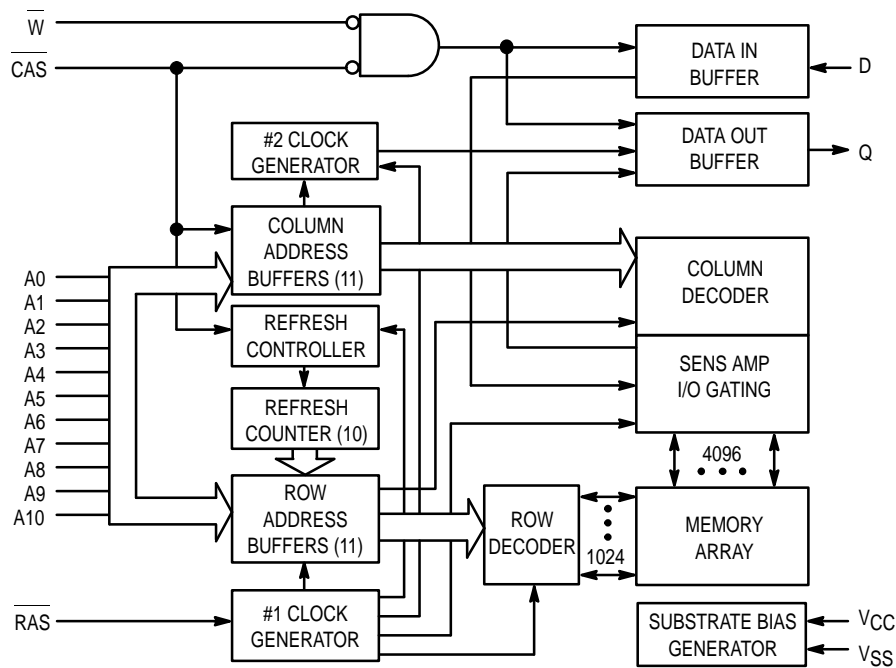 W
CAS
DATA IN
BUFFER
D
DATA OUT
BUFFER
Q
#2 CLOCK
GENERATOR
COLUMN
ADDRESS
BUFFERS (11)
COLUMN
DECODER
A0
A1
A2
A3
A4
A5
A6
A7
A8
A9
A10
REFRESH
CONTROLLER
SENS AMP
I/O GATING
REFRESH
COUNTER (10)
4096
ROW
ADDRESS
BUFFERS (11)
ROW
DECODER
1024
MEMORY
ARRAY
RAS
#1 CLOCK
GENERATOR
SUBSTRATE BIAS
GENERATOR
VCC
VSS